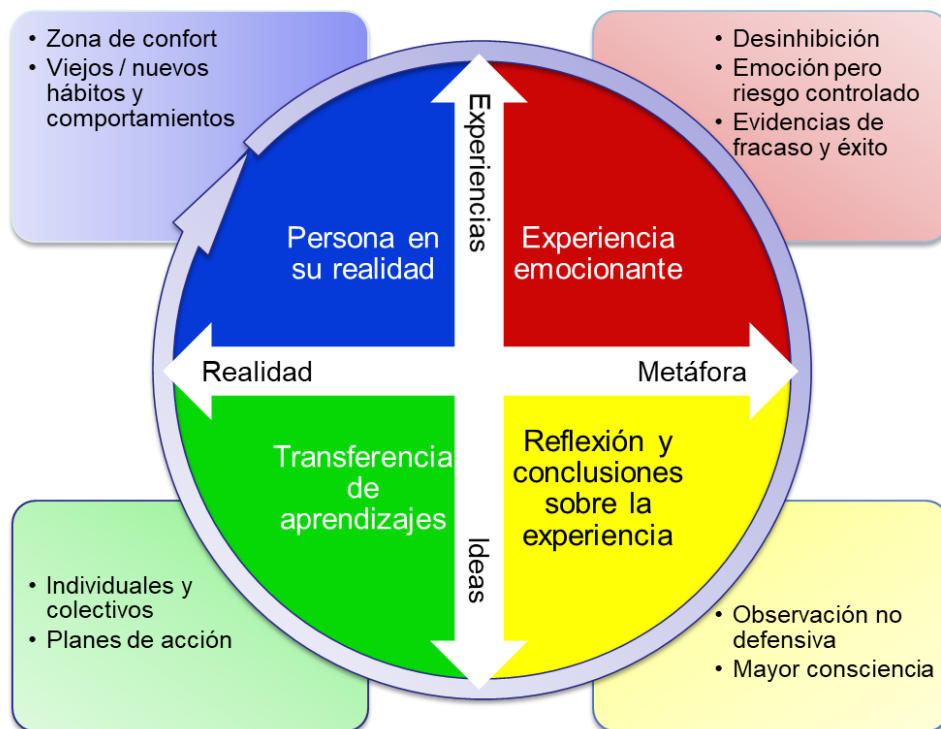 • Zona de confort
• Viejos / nuevos
hábitos y
comportamientos
• Desinhibición
• Emoción pero
riesgo controlado
• Evidencias de
fracaso y éxito
Experiencias
Persona en
su realidad
Experiencia
emocionante
Realidad
Metáfora
Transferencia
de
aprendizajes
Reflexión y
conclusiones
sobre la
experiencia
Ideas
• Individuales y
colectivos
• Planes de acción
• Observación no
defensiva
• Mayor consciencia